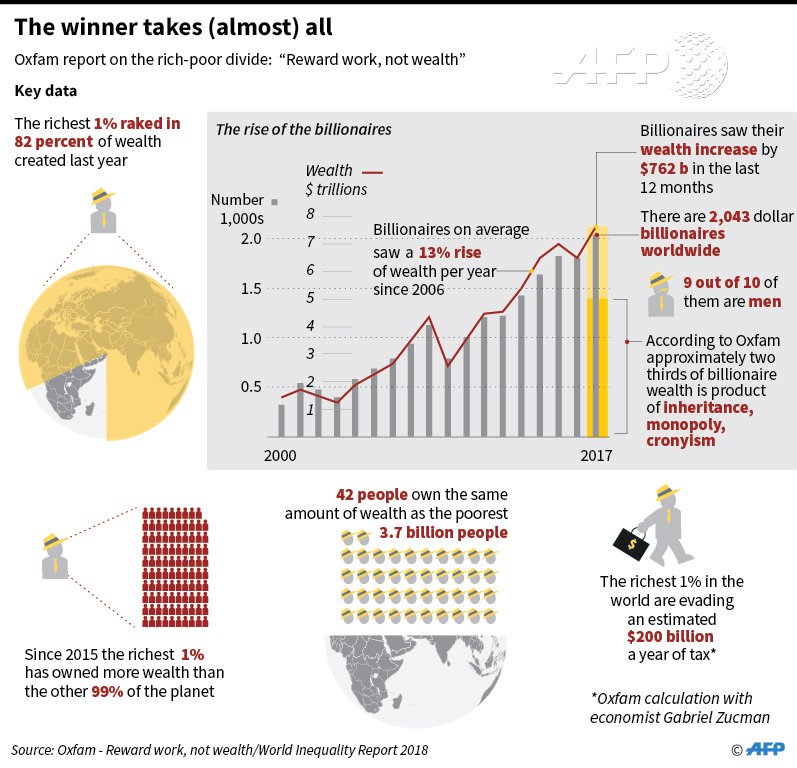 The winner takes (almost) all
Oxfam report on the rich-poor divide: “Reward work, not wealth”
AFP
Key data
The richest 1% raked in
82 percent of wealth
created last year
The rise of the billionaires
Number
1,000s
2.0
1.5
1.0
0.5
Wealth
$ trillions
8
7
6
5
4
3
2
1
2000
2017
Billionaires on average
saw a 13% rise
of wealth per year
since 2006
Billionaires saw their
wealth increase by
$762 b in the last
12 months
There are 2,043 dollar
billionaires
worldwide
9 out of 10 of
them are men
According to Oxfam
approximately two
thirds of billionaire
wealth is product
of inheritance,
monopoly,
cronyism
Since 2015 the richest 1%
has owned more wealth than
the other 99% of the planet
42 people own the same
amount of wealth as the poorest
3.7 billion people
$
The richest 1% in the
world are evading
an estimated
$200 billion
a year of tax*
*Oxfam calculation with
economist Gabriel Zucman
Source: Oxfam - Reward work, not wealth/World Inequality Report 2018
© AFP